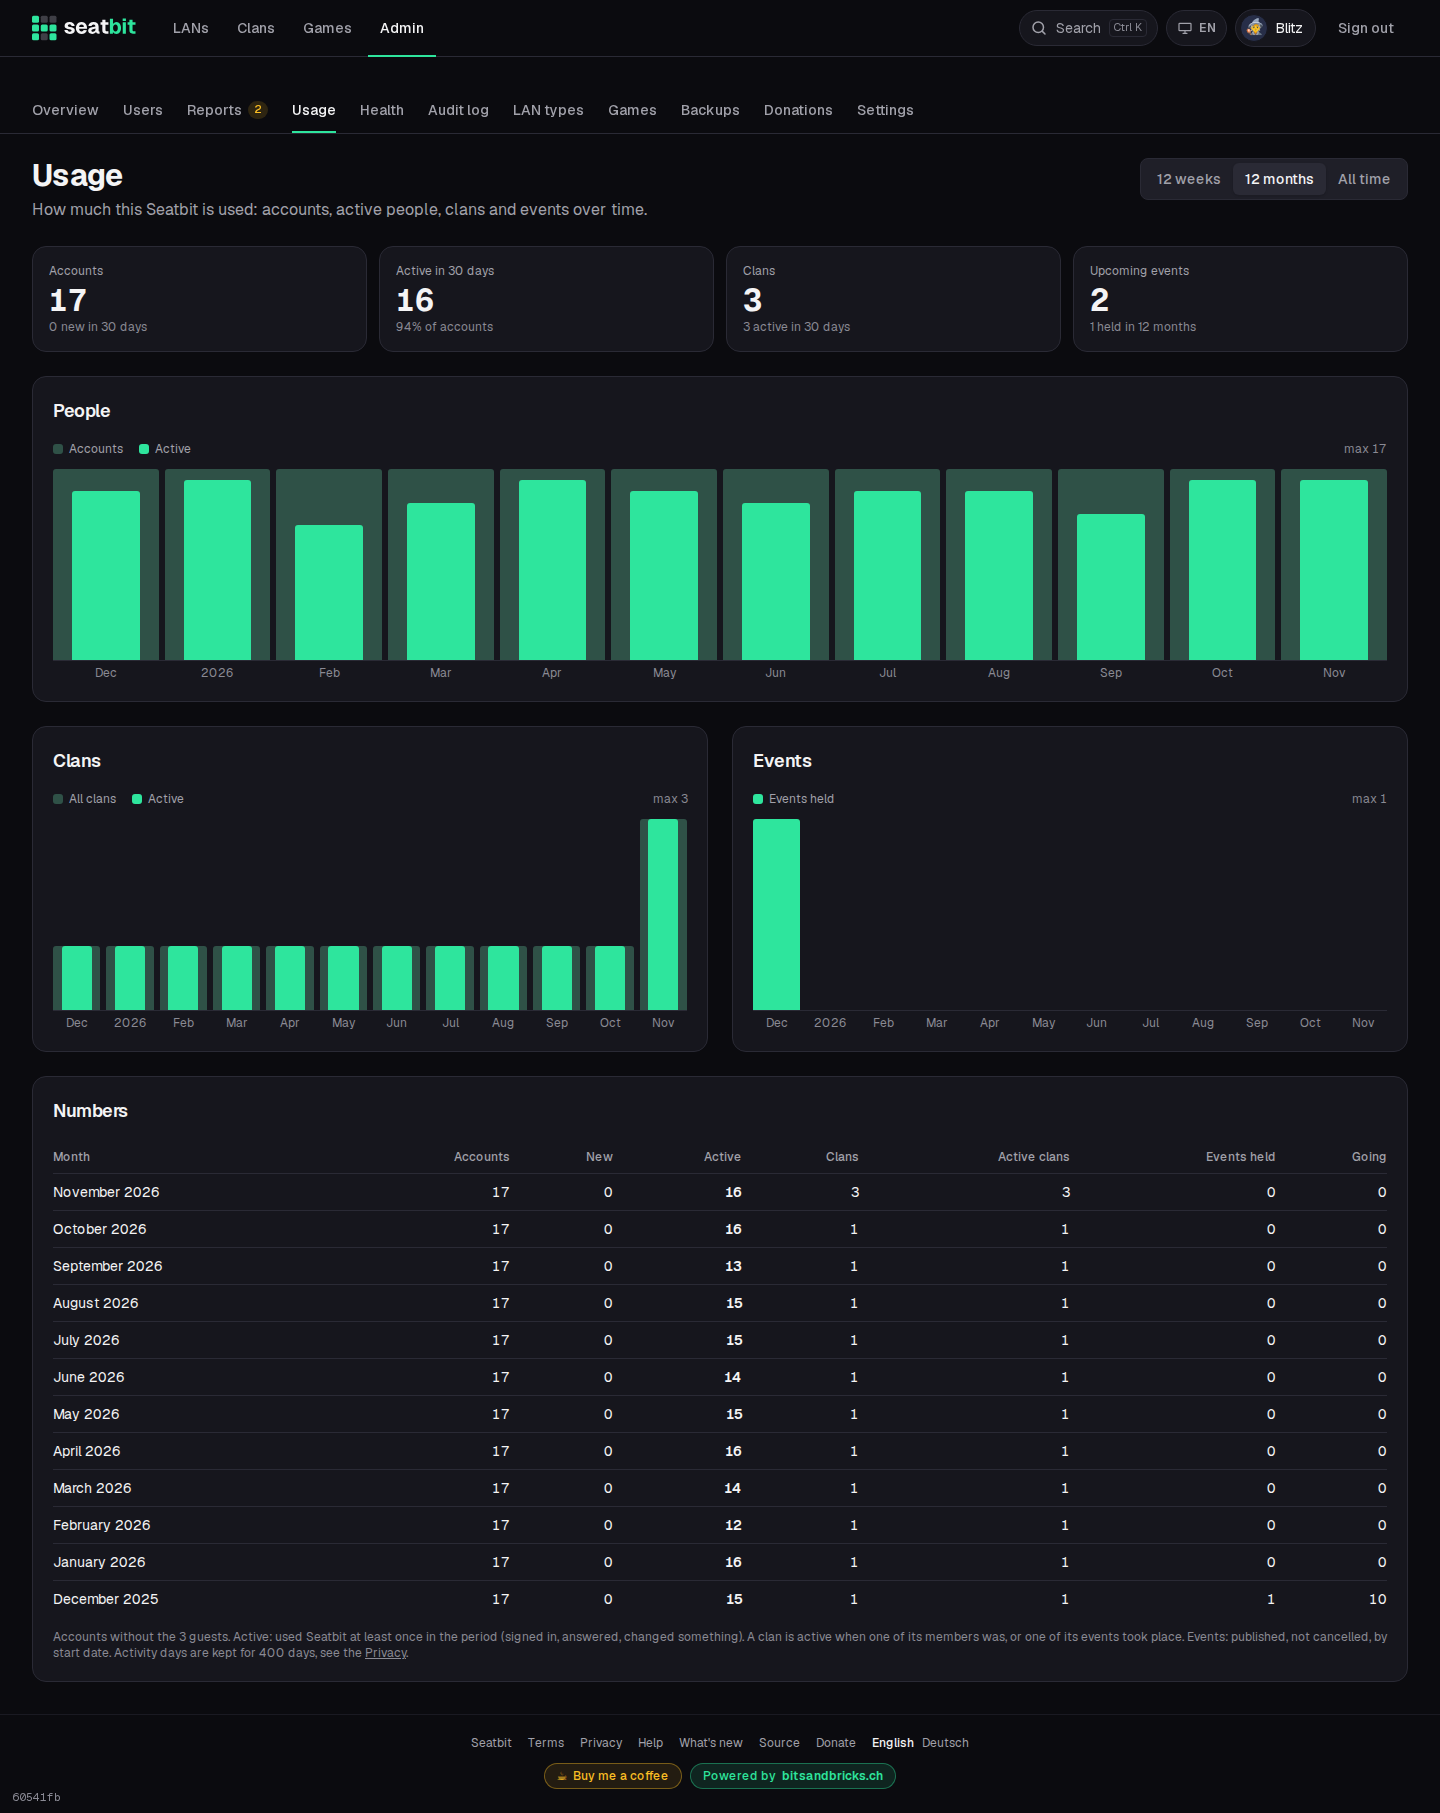 seatbit LANs Clans Games Admin Search Ctrl K EN Blitz Sign out
Overview Users Reports 2 Usage Health Audit log LAN types Games Backups Donations Settings
Usage
12 weeks 12 months All time
How much this Seatbit is used: accounts, active people, clans and events over time.
Accounts Active in 30 days Clans Upcoming events
17 16 3 2
0 new in 30 days 94% of accounts 3 active in 30 days 1 held in 12 months
People
Accounts Active max 17
Dec 2026 Feb Mar Apr May Jun Jul Aug Sep Oct Nov
Clans
All clans Active max 3
Dec 2026 Feb Mar Apr May Jun Jul Aug Sep Oct Nov
Events
Events held max 1
Dec 2026 Feb Mar Apr May Jun Jul Aug Sep Oct Nov
Numbers
Month Accounts New Active Clans Active clans Events held Going
November 2026 17 0 16 3 3 0 0
October 2026 17 0 16 1 1 0 0
September 2026 17 0 13 1 1 0 0
August 2026 17 0 15 1 1 0 0
July 2026 17 0 15 1 1 0 0
June 2026 17 0 14 1 1 0 0
May 2026 17 0 15 1 1 0 0
April 2026 17 0 16 1 1 0 0
March 2026 17 0 14 1 1 0 0
February 2026 17 0 12 1 1 0 0
January 2026 17 0 16 1 1 0 0
December 2025 17 0 15 1 1 1 10
Accounts without the 3 guests. Active: used Seatbit at least once in the period (signed in, answered, changed something). A clan is active when one of its members was, or one of its events took place. Events: published, not cancelled, by
start date. Activity days are kept for 400 days, see the Privacy.
Seatbit Terms Privacy Help What's new Source Donate English Deutsch
Buy me a coffee Powered by bitsandbricks.ch
60541fb